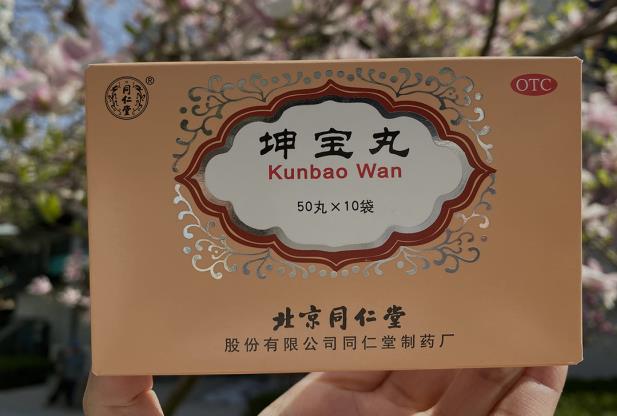 同仁堂®
OTC
坤宝丸
Kunbao Wan
50丸×10袋
北京同仁堂
股份有限公司同仁堂制药厂